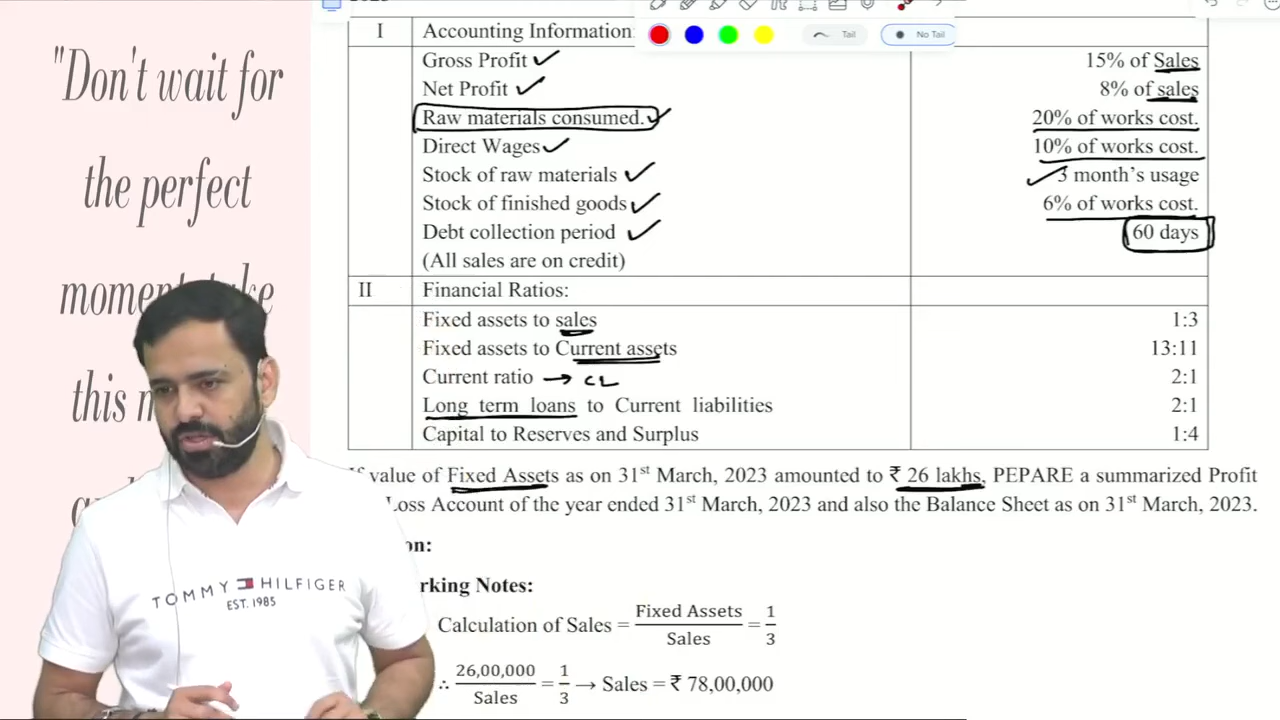 "Don't wait for
the perfect
moment, take
this m
I Accounting Information:
Tail
No Tail
Gross Profit 15% of Sales
Net Profit 8% of sales
Raw materials consumed. 20% of works cost.
Direct Wages 10% of works cost.
Stock of raw materials 3 month's usage
Stock of finished goods 6% of works cost.
Debt collection period 60 days
(All sales are on credit)
II Financial Ratios:
Fixed assets to sales 1:3
Fixed assets to Current assets 13:11
Current ratio → CL 2:1
Long term loans to Current liabilities 2:1
Capital to Reserves and Surplus 1:4
f value of Fixed Assets as on 31st March, 2023 amounted to ₹ 26 lakhs, PEPARE a summarized Profit
Loss Account of the year ended 31st March, 2023 and also the Balance Sheet as on 31st March, 2023.
on:
rking Notes:
Calculation of Sales = Fixed Assets / Sales = 1 / 3
∴ 26,00,000 / Sales = 1 / 3 → Sales = ₹ 78,00,000
TOMMY HILFIGER
EST. 1985